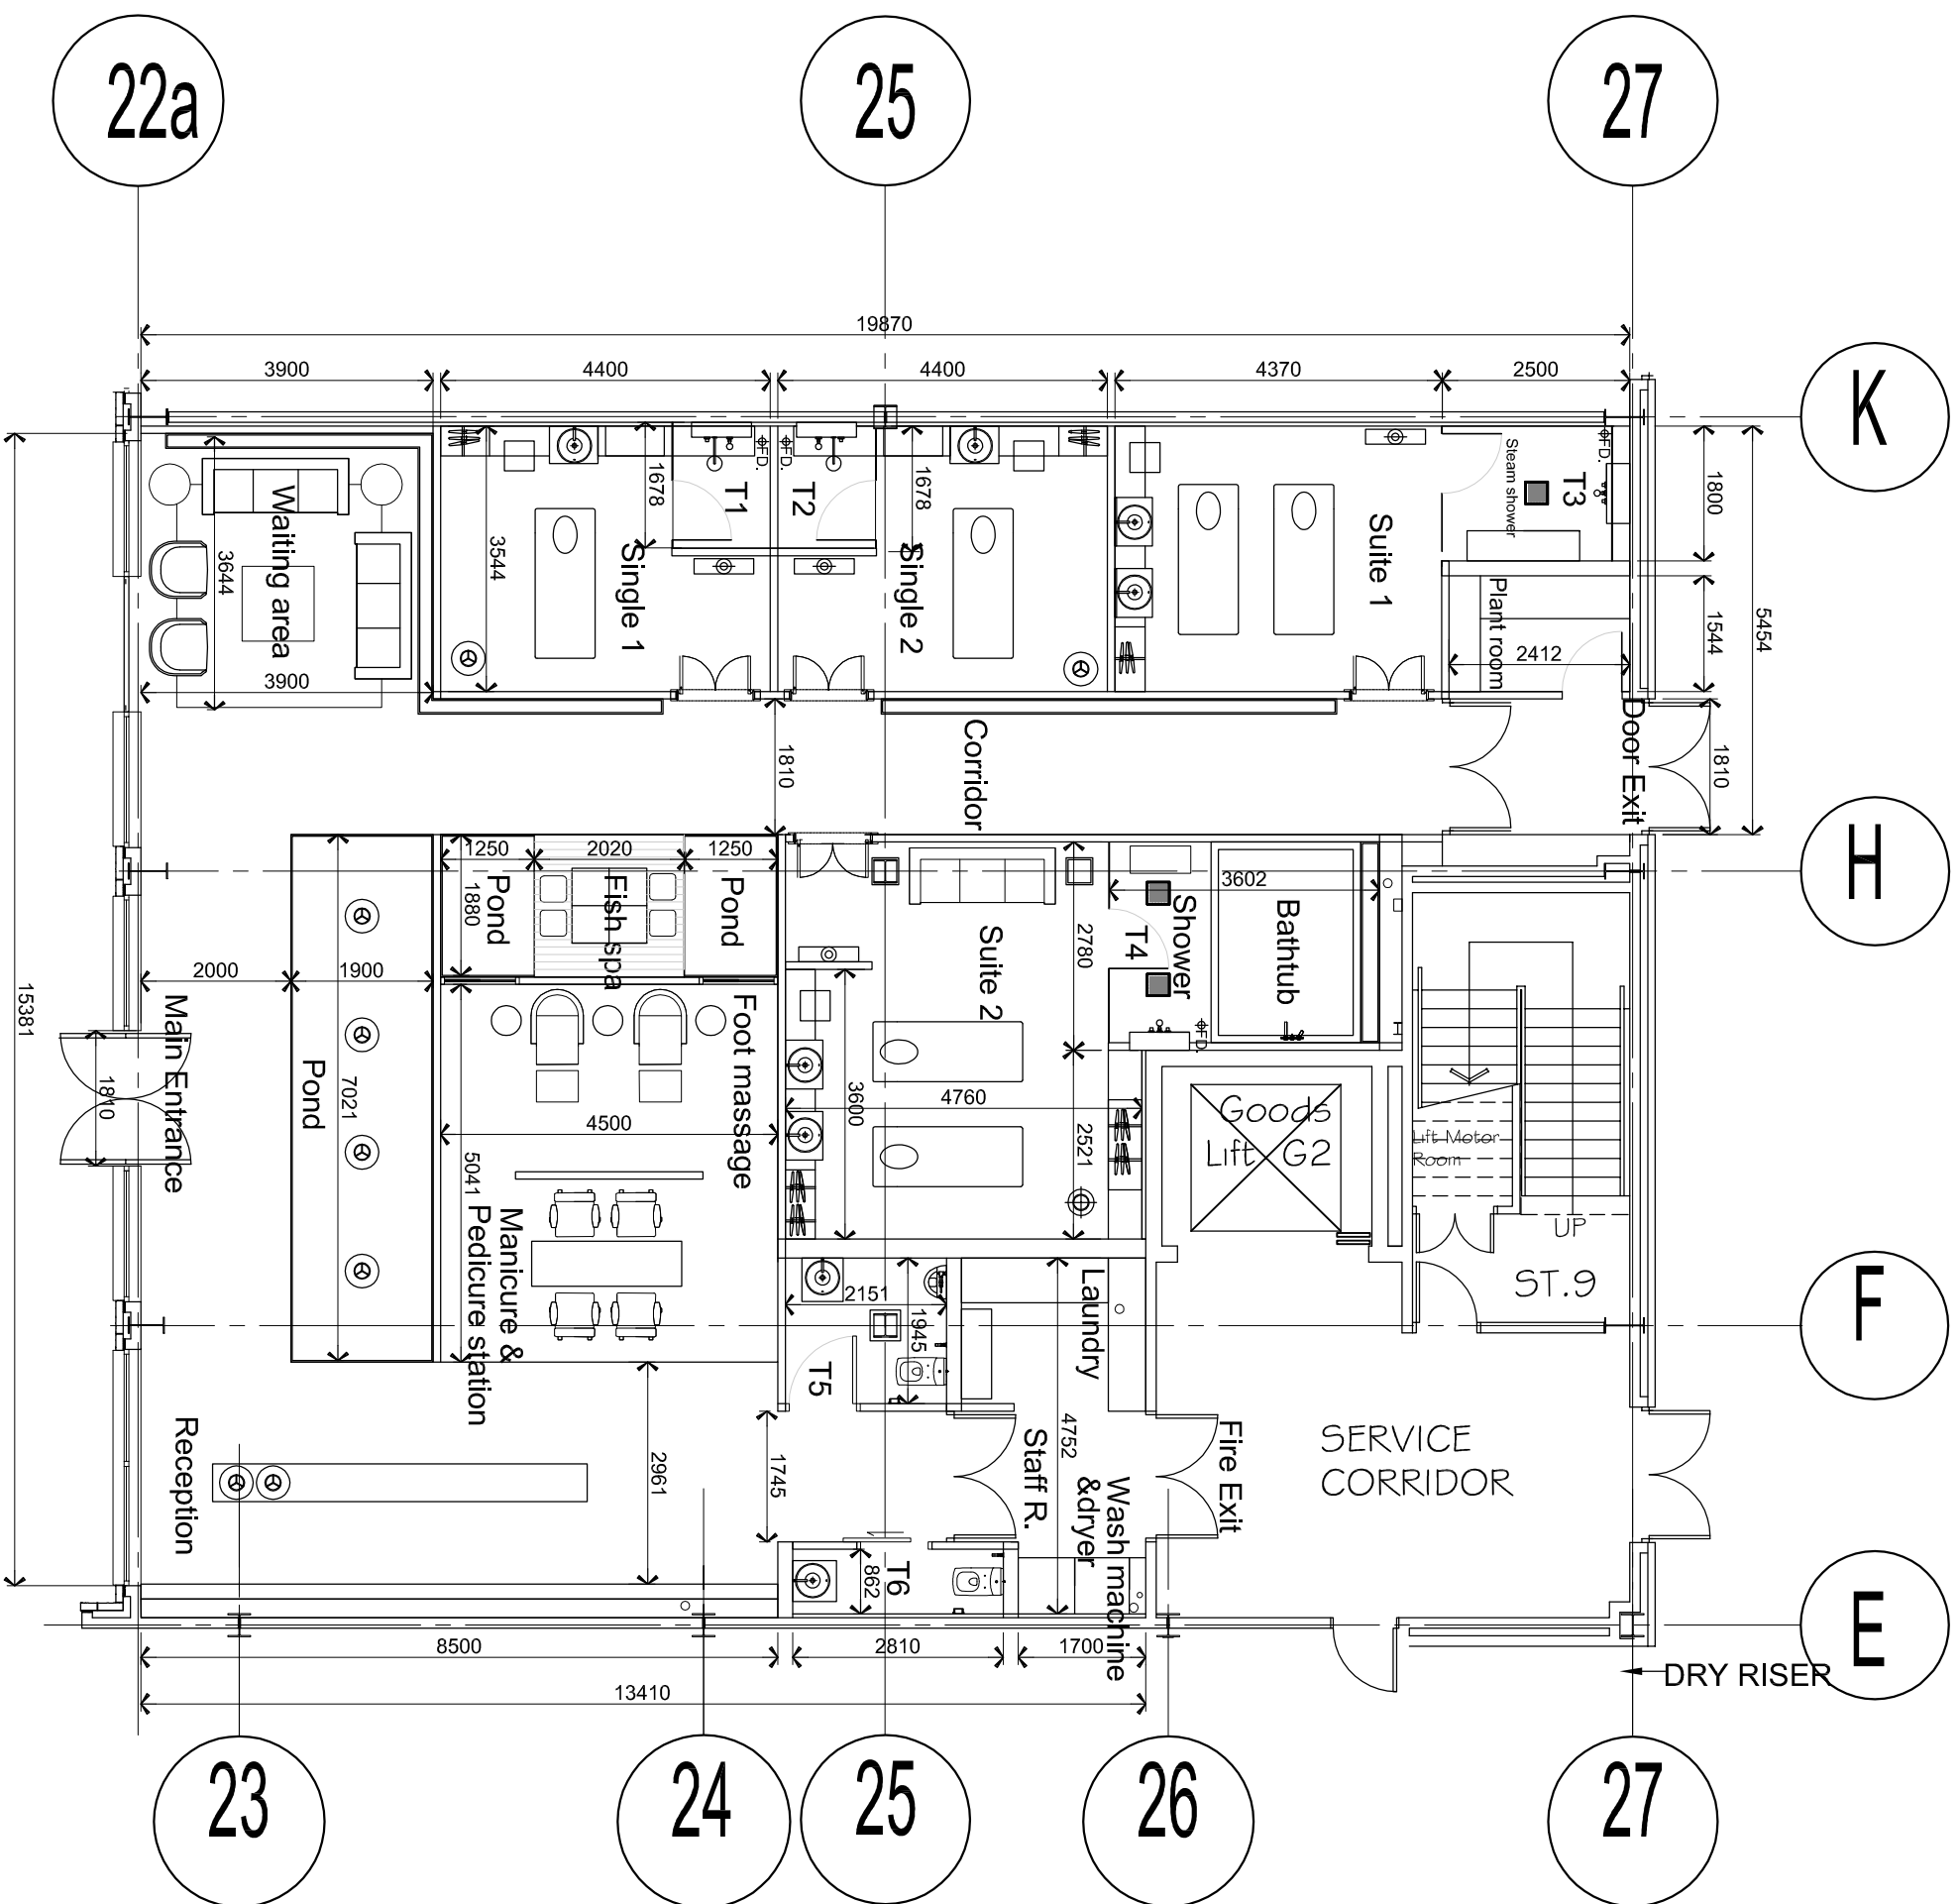 22a
25
27
19870
3900
4400
4400
4370
2500
K
H
F
E
15381
3644
Waiting area
3900
3544
Single 1
1678
T1
FD.
FD.
T2
1678
Single 2
Suite 1
Steam shower
T3
FD.
1800
1544
5454
Plant room
2412
Door Exit
1810
Corridor
1810
2000
1900
7021
Pond
Main Entrance
1810
1250
2020
1250
1880
Pond
Fish spa
Pond
Foot massage
4500
5041
Manicure &
Pedicure station
Suite 2
2780
3600
4760
2521
T4
Shower
FD.
3602
Bathtub
H
Goods
Lift G2
Lift Motor
Room
UP
ST.9
2151
1945
T5
Laundry
4752
Staff R.
Wash machine
&dryer
Fire Exit
SERVICE
CORRIDOR
Reception
2961
1745
T6
862
8500
2810
1700
13410
DRY RISER
23
24
25
26
27